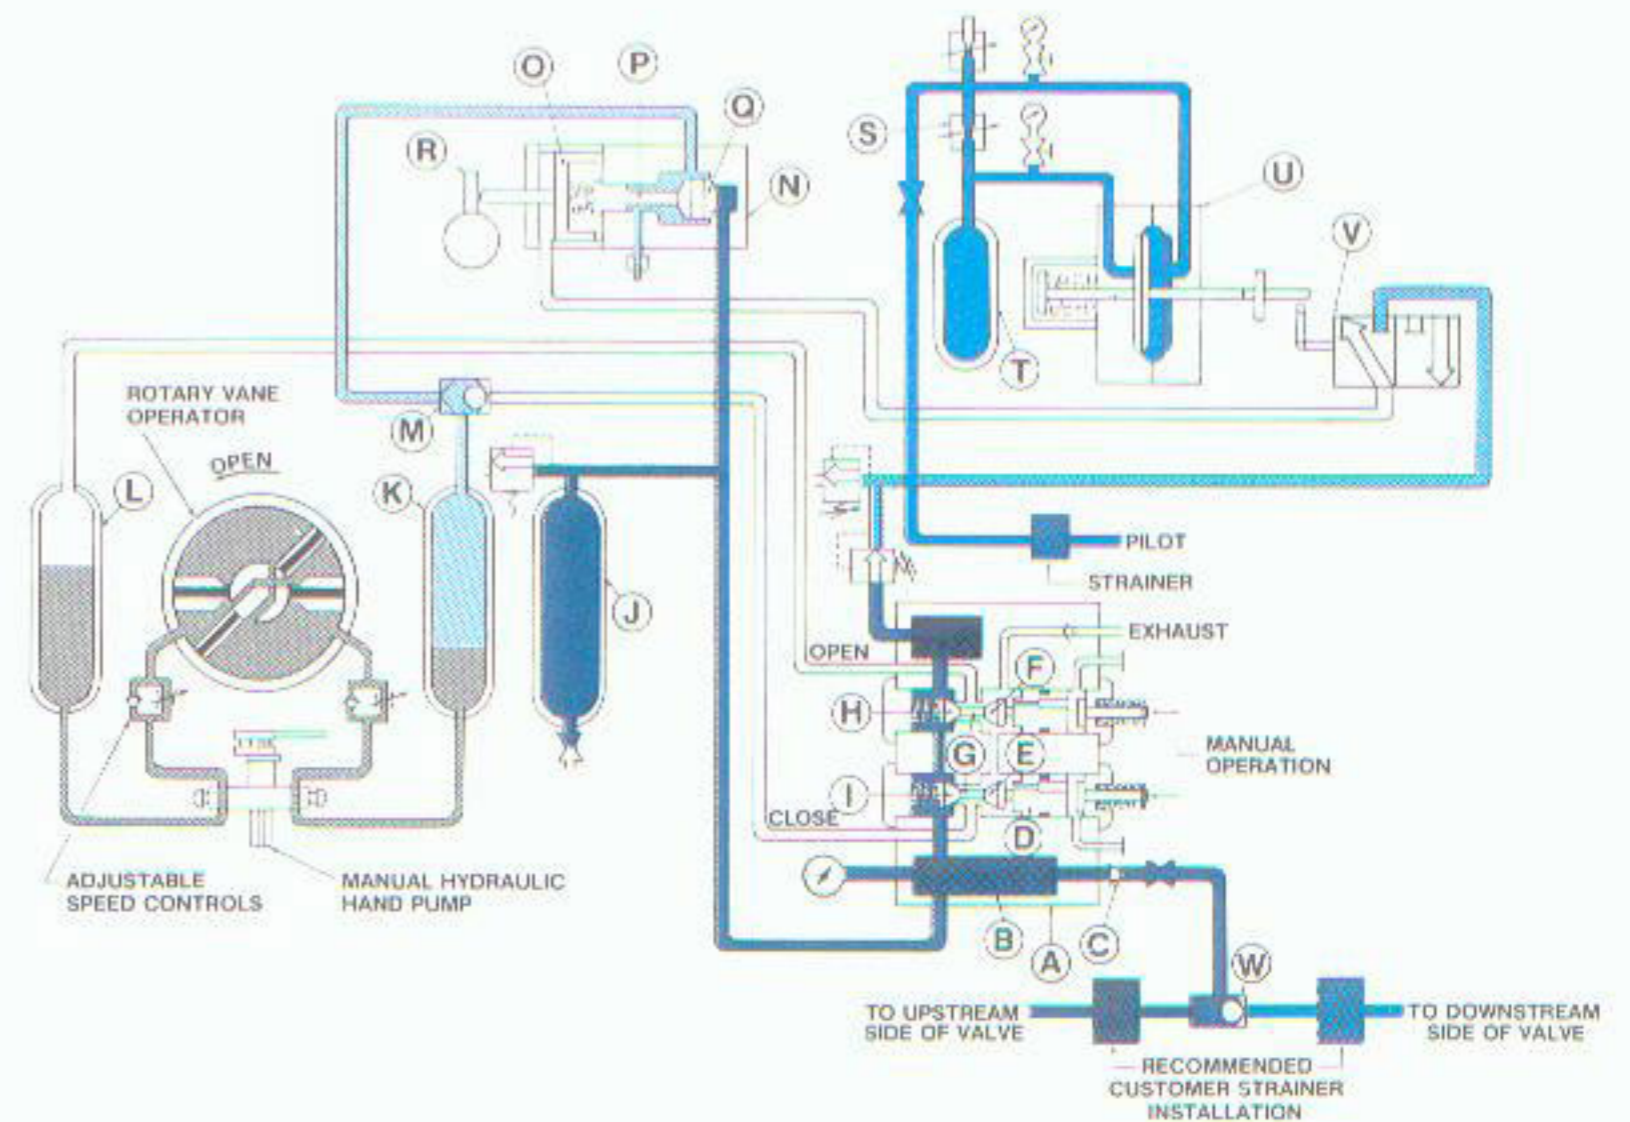 O
P
Q
R
N
S
U
V
T
ROTARY VANE
OPERATOR
OPEN
M
L
K
J
PILOT
STRAINER
OPEN
EXHAUST
F
H
G
E
MANUAL
OPERATION
I
CLOSE
D
ADJUSTABLE
SPEED CONTROLS
MANUAL HYDRAULIC
HAND PUMP
B
A
C
W
TO UPSTREAM
SIDE OF VALVE
TO DOWNSTREAM
SIDE OF VALVE
RECOMMENDED
CUSTOMER STRAINER
INSTALLATION